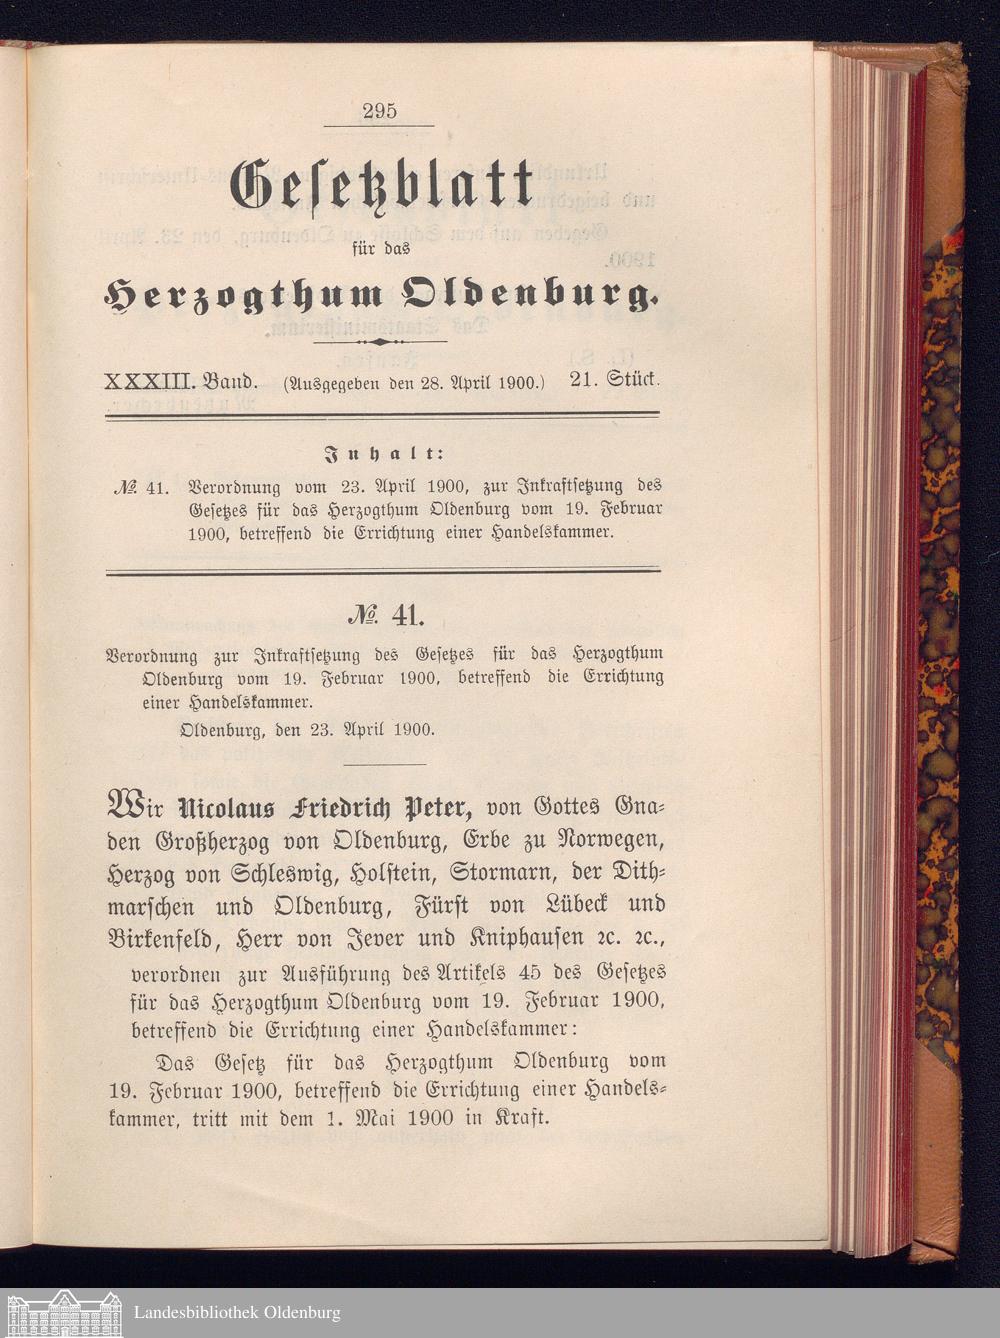 295
Gesetzblatt
für das
Herzogthum Oldenburg.
XXXIII. Band. (Ausgegeben den 28. April 1900.) 21. Stück.
Inhalt:
№. 41. Verordnung vom 23. April 1900, zur Inkraftsetzung des
Gesetzes für das Herzogthum Oldenburg vom 19. Februar
1900, betreffend die Errichtung einer Handelskammer.
№. 41.
Verordnung zur Inkraftsetzung des Gesetzes für das Herzogthum
Oldenburg vom 19. Februar 1900, betreffend die Errichtung
einer Handelskammer.
Oldenburg, den 23. April 1900.
Wir Nicolaus Friedrich Peter, von Gottes Gna-
den Großherzog von Oldenburg, Erbe zu Norwegen,
Herzog von Schleswig, Holstein, Stormarn, der Dith-
marschen und Oldenburg, Fürst von Lübeck und
Birkenfeld, Herr von Jever und Kniphausen ꝛc. ꝛc.,
verordnen zur Ausführung des Artikels 45 des Gesetzes
für das Herzogthum Oldenburg vom 19. Februar 1900,
betreffend die Errichtung einer Handelskammer:
Das Gesetz für das Herzogthum Oldenburg vom
19. Februar 1900, betreffend die Errichtung einer Handels-
kammer, tritt mit dem 1. Mai 1900 in Kraft.
Landesbibliothek Oldenburg